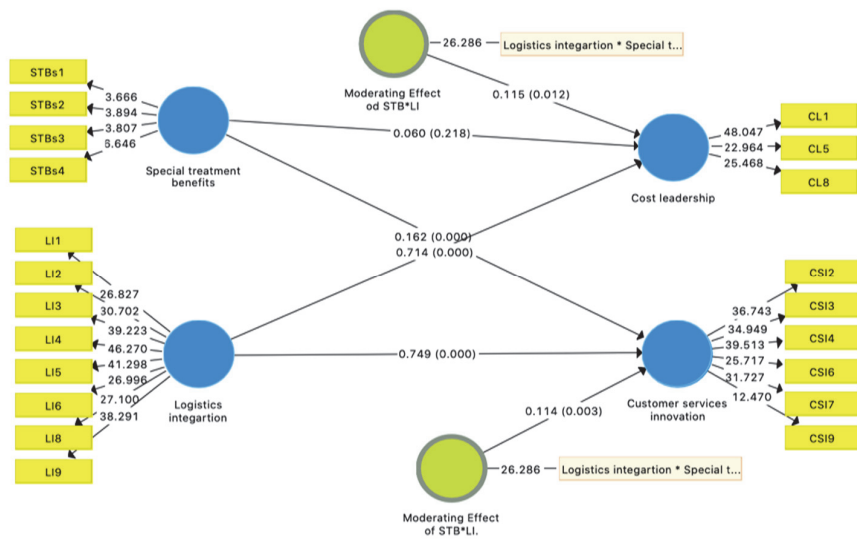 26.286
Logistics integartion * Special t...
Moderating Effect
od STB*LI
STBs1
STBs2
STBs3
STBs4
3.666
3.894
3.807
6.646
Special treatment
benefits
0.115 (0.012)
0.060 (0.218)
48.047
22.964
25.468
CL1
CL5
CL8
Cost leadership
0.162 (0.000)
0.714 (0.000)
LI1
LI2
LI3
LI4
LI5
LI6
LI8
LI9
26.827
30.702
39.223
46.270
41.298
26.996
27.100
38.291
Logistics
integartion
0.749 (0.000)
36.743
34.949
39.513
25.717
31.727
12.470
CSI2
CSI3
CSI4
CSI6
CSI7
CSI9
Customer services
innovation
0.114 (0.003)
26.286
Logistics integartion * Special t...
Moderating Effect
of STB*LI.